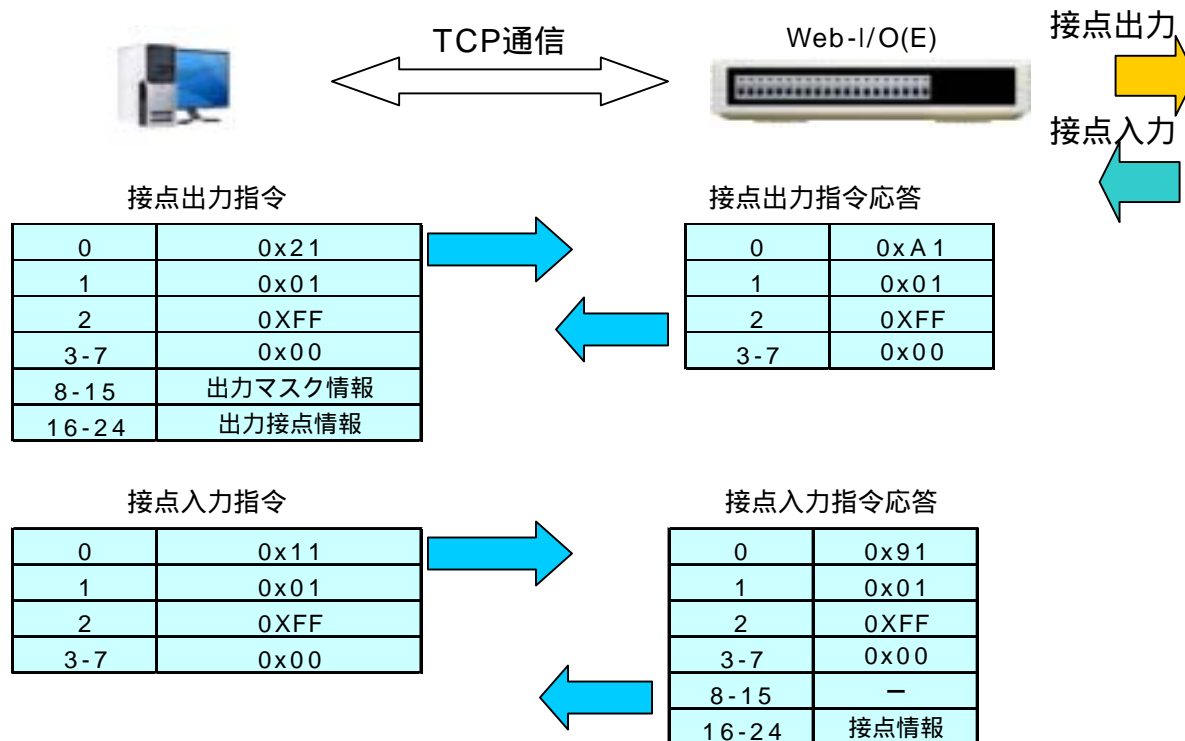 TCP通信
Web-I/O(E)
接点出力
接点入力
接点出力指令
0 0x21
1 0x01
2 0XFF
3-7 0x00
8-15 出力マスク情報
16-24 出力接点情報
接点出力指令応答
0 0xA1
1 0x01
2 0XFF
3-7 0x00
接点入力指令
0 0x11
1 0x01
2 0XFF
3-7 0x00
接点入力指令応答
0 0x91
1 0x01
2 0XFF
3-7 0x00
8-15 ー
16-24 接点情報